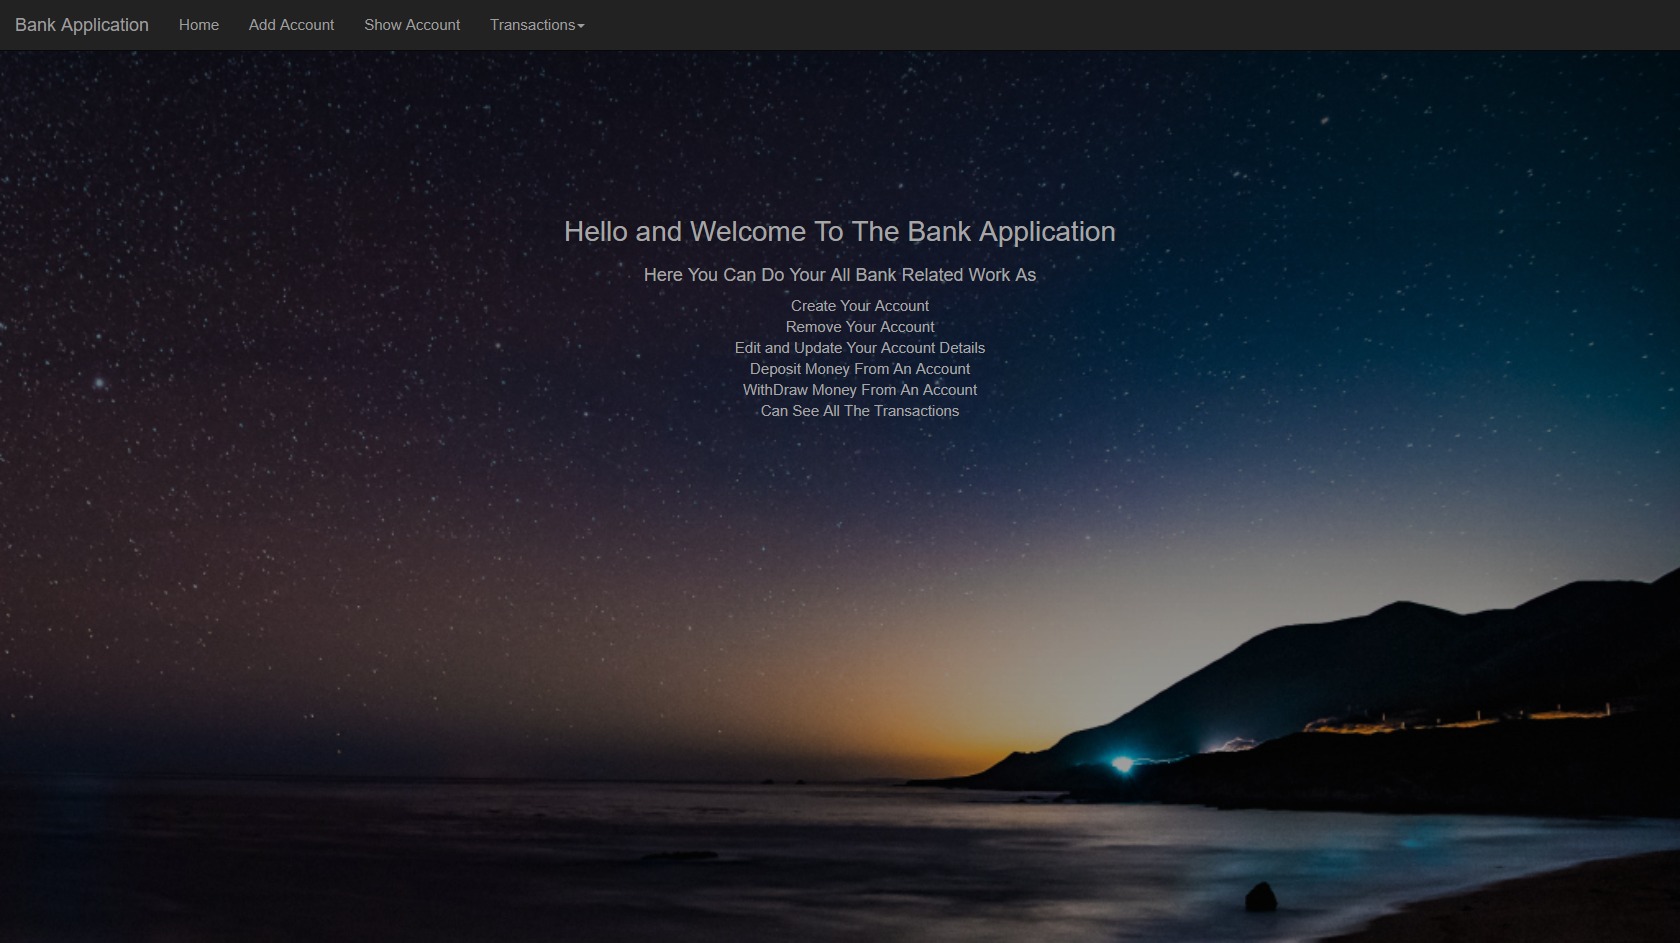 Bank Application Home Add Account Show Account Transactions
Hello and Welcome To The Bank Application
Here You Can Do Your All Bank Related Work As
Create Your Account
Remove Your Account
Edit and Update Your Account Details
Deposit Money From An Account
WithDraw Money From An Account
Can See All The Transactions